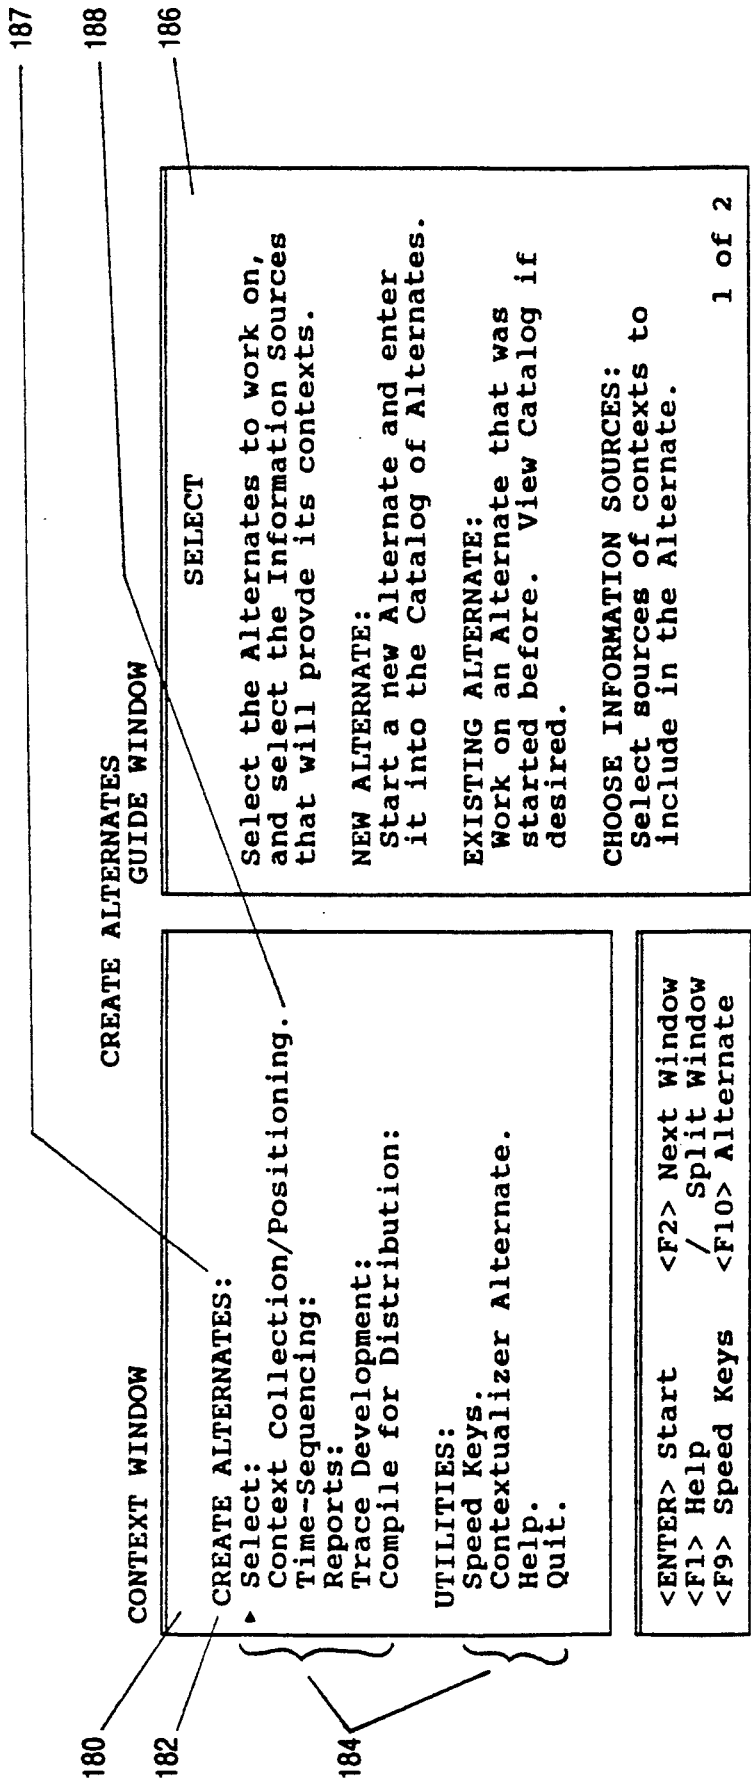 187
188
186
CONTEXT WINDOW
180
182
184
CREATE ALTERNATES:
▸ Select:
Context Collection/Positioning.
Time-Sequencing:
Reports:
Trace Development:
Compile for Distribution:
UTILITIES:
Speed Keys.
Contextualizer Alternate.
Help.
Quit.
<ENTER> Start
<F1> Help
<F9> Speed Keys
<F2> Next Window
/ Split Window
<F10> Alternate
CREATE ALTERNATES
GUIDE WINDOW
SELECT
Select the Alternates to work on,
and select the Information Sources
that will provde its contexts.
NEW ALTERNATE:
Start a new Alternate and enter
it into the Catalog of Alternates.
EXISTING ALTERNATE:
Work on an Alternate that was
started before. View Catalog if
desired.
CHOOSE INFORMATION SOURCES:
Select sources of contexts to
include in the Alternate.
1 of 2